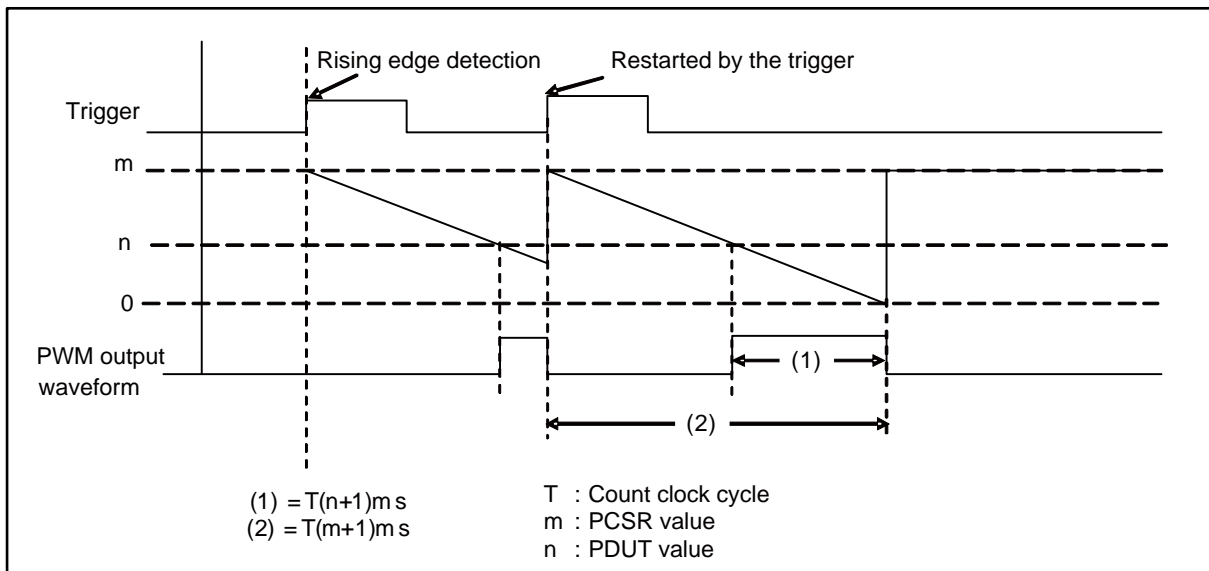 Rising edge detection
Restarted by the trigger
Trigger
m
n
0
PWM output
waveform
(1)
(2)
(1) = T(n+1)m s
(2) = T(m+1)m s
T : Count clock cycle
m : PCSR value
n : PDUT value